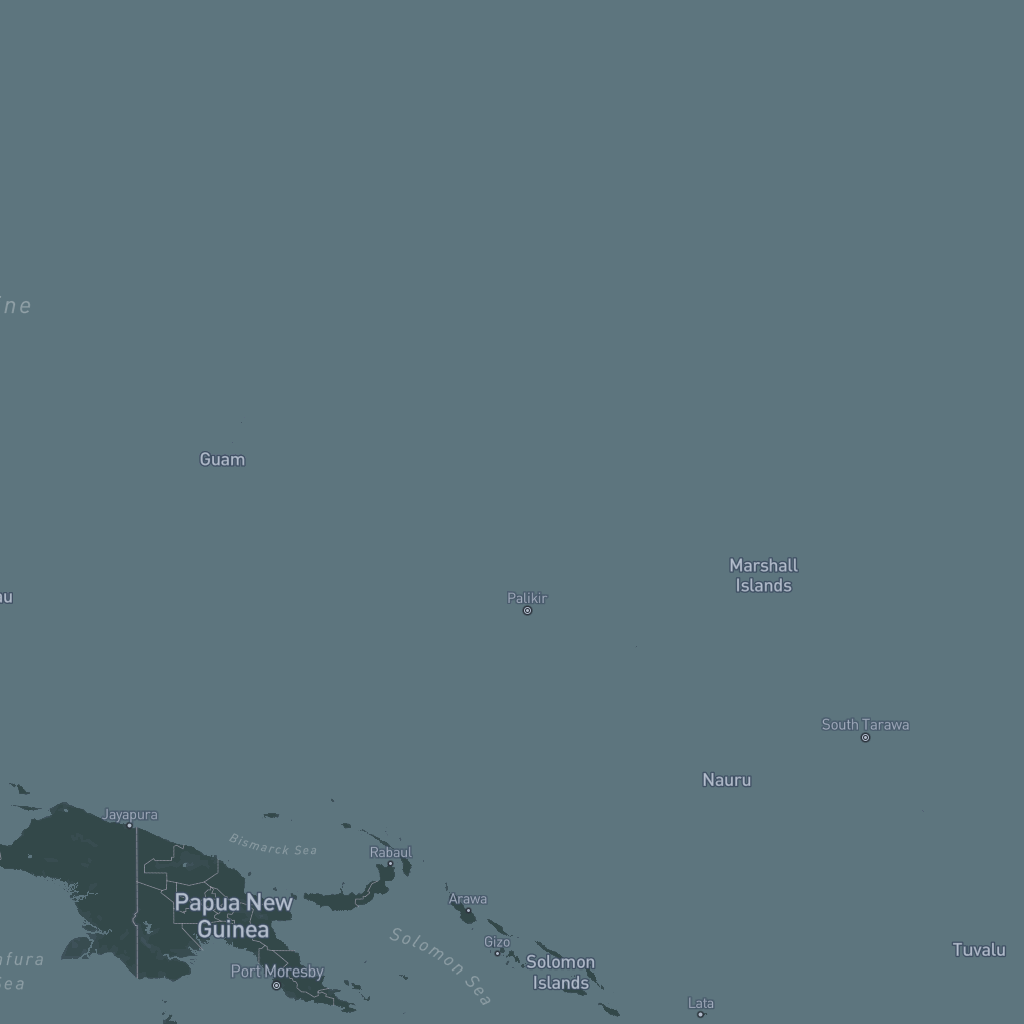 Guam
Marshall
Islands
Palikir
South Tarawa
Nauru
Jayapura
Bismarck Sea
Rabaul
Papua New
Guinea
Arawa
Solomon Sea
Gizo
Solomon
Islands
Tuvalu
Sea
Port Moresby
Lata